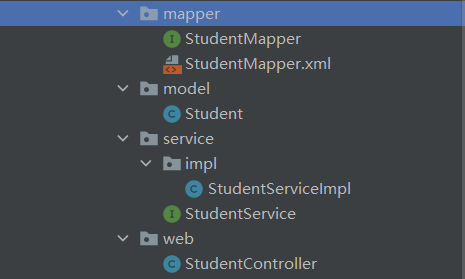 mapper
StudentMapper
StudentMapper.xml
model
Student
service
impl
StudentServiceImpl
StudentService
web
StudentController